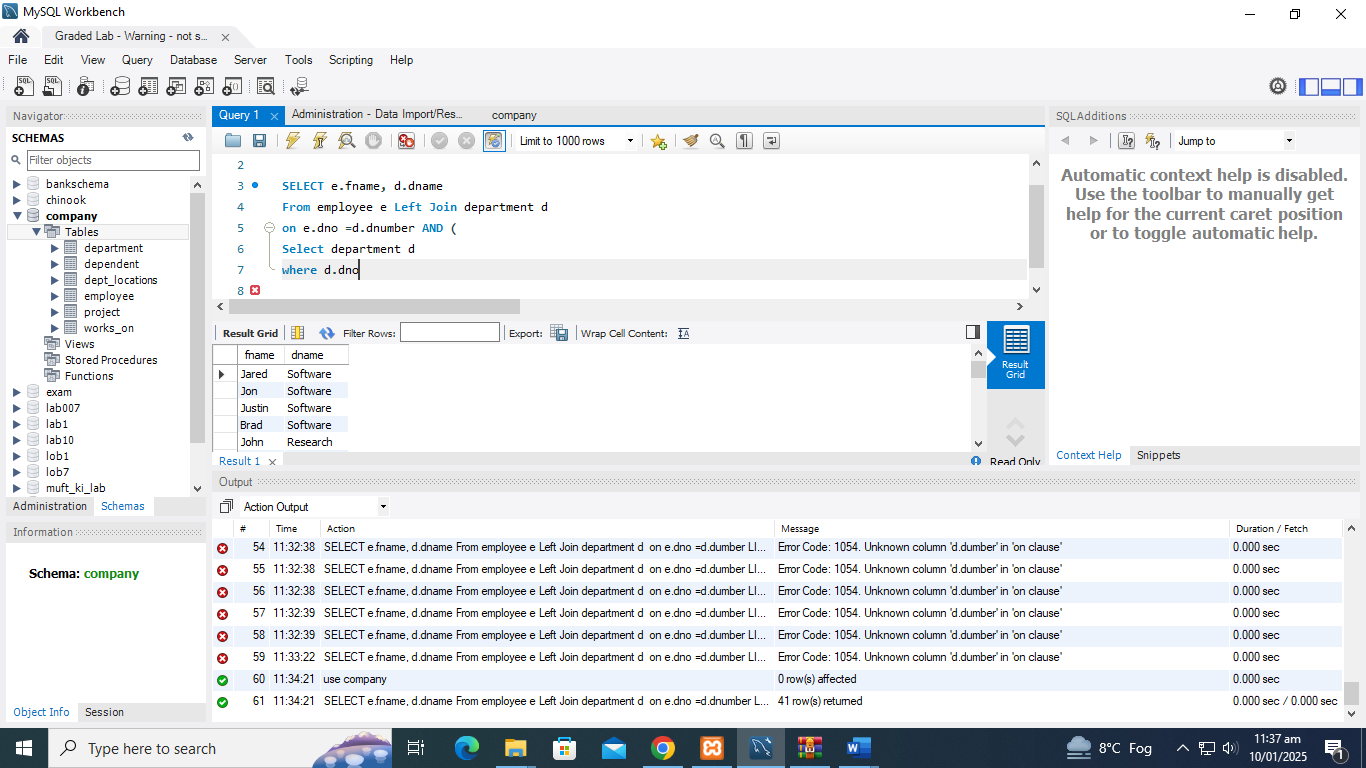 MySQL Workbench
Graded Lab - Warning - not s...
File Edit View Query Database Server Tools Scripting Help
Navigator
SCHEMAS
Filter objects
bankschema
chinook
company
Tables
department
dependent
dept_locations
employee
project
works_on
Views
Stored Procedures
Functions
exam
lab007
lab1
lab10
lob1
lob7
muft_ki_lab
Administration Schemas
Information
Schema: company
Object Info Session
Query 1 Administration - Data Import/Res... company
Limit to 1000 rows
2
3 SELECT e.fname, d.dname
4 From employee e Left Join department d
5 on e.dno =d.dnumber AND (
6 Select department d
7 where d.dno
8
Result Grid Filter Rows: Export: Wrap Cell Content:
fname dname
Jared Software
Jon Software
Justin Software
Brad Software
John Research
Result Grid
Result 1 Read Only
SQLAdditions
Jump to
Automatic context help is disabled.
Use the toolbar to manually get
help for the current caret position
or to toggle automatic help.
Context Help Snippets
Output
Action Output
# Time Action Message Duration / Fetch
54 11:32:38 SELECT e.fname, d.dname From employee e Left Join department d on e.dno =d.dumber LI... Error Code: 1054. Unknown column 'd.dumber' in 'on clause' 0.000 sec
55 11:32:38 SELECT e.fname, d.dname From employee e Left Join department d on e.dno =d.dumber LI... Error Code: 1054. Unknown column 'd.dumber' in 'on clause' 0.000 sec
56 11:32:38 SELECT e.fname, d.dname From employee e Left Join department d on e.dno =d.dumber LI... Error Code: 1054. Unknown column 'd.dumber' in 'on clause' 0.000 sec
57 11:32:39 SELECT e.fname, d.dname From employee e Left Join department d on e.dno =d.dumber LI... Error Code: 1054. Unknown column 'd.dumber' in 'on clause' 0.000 sec
58 11:32:39 SELECT e.fname, d.dname From employee e Left Join department d on e.dno =d.dumber LI... Error Code: 1054. Unknown column 'd.dumber' in 'on clause' 0.000 sec
59 11:33:22 SELECT e.fname, d.dname From employee e Left Join department d on e.dno =d.dumber LI... Error Code: 1054. Unknown column 'd.dumber' in 'on clause' 0.000 sec
60 11:34:21 use company 0 row(s) affected 0.000 sec
61 11:34:21 SELECT e.fname, d.dname From employee e Left Join department d on e.dno =d.dnumber L... 41 row(s) returned 0.000 sec / 0.000 sec
Type here to search
8°C Fog
11:37 am
10/01/2025
1